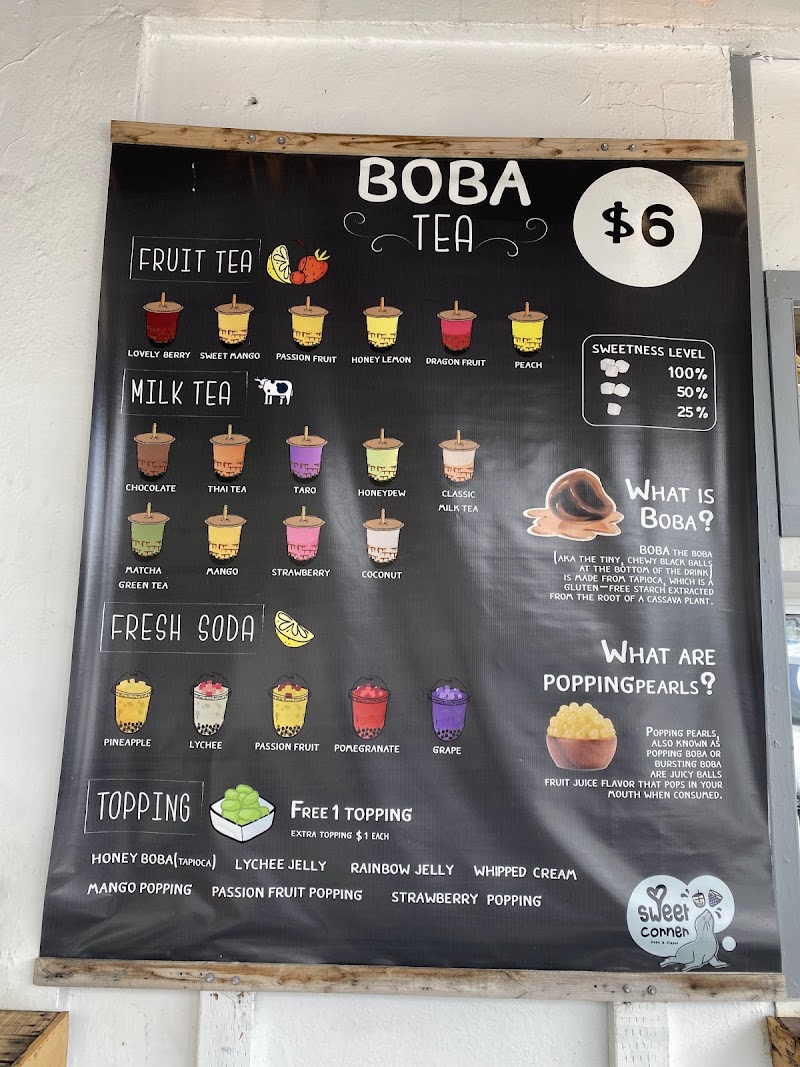 BOBA
TEA
$6
FRUIT TEA
LOVELY BERRY SWEET MANGO PASSION FRUIT HONEY LEMON DRAGON FRUIT PEACH
SWEETNESS LEVEL
100%
50%
25%
MILK TEA
CHOCOLATE THAI TEA TARO HONEYDEW CLASSIC
MILK TEA
MATCHA
GREEN TEA
MANGO STRAWBERRY COCONUT
WHAT IS
BOBA?
BOBA THE BOBA
(AKA THE TINY, CHEWY BLACK BALLS
AT THE BOTTOM OF THE DRINK)
IS MADE FROM TAPIOCA, WHICH IS A
GLUTEN-FREE STARCH EXTRACTED
FROM THE ROOT OF A CASSAVA PLANT.
FRESH SODA
PINEAPPLE LYCHEE PASSION FRUIT POMEGRANATE GRAPE
WHAT ARE
POPPINGPEARLS?
POPPING PEARLS,
ALSO KNOWN AS
POPPING BOBA OR
BURSTING BOBA
ARE JUICY BALLS
FRUIT JUICE FLAVOR THAT POPS IN YOUR
MOUTH WHEN CONSUMED.
TOPPING
FREE 1 TOPPING
EXTRA TOPPING $1 EACH
HONEY BOBA(TAPIOCA) LYCHEE JELLY RAINBOW JELLY WHIPPED CREAM
MANGO POPPING PASSION FRUIT POPPING STRAWBERRY POPPING
sweet
corner
Boba & Crepes